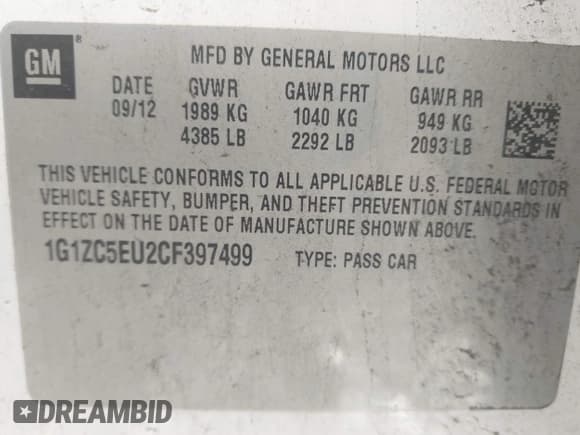 GM ®
MFD BY GENERAL MOTORS LLC
DATE GVWR GAWR FRT GAWR RR
09/12 1989 KG 1040 KG 949 KG
4385 LB 2292 LB 2093 LB
THIS VEHICLE CONFORMS TO ALL APPLICABLE U.S. FEDERAL MOTOR
VEHICLE SAFETY, BUMPER, AND THEFT PREVENTION STANDARDS IN
EFFECT ON THE DATE OF MANUFACTURE SHOWN ABOVE.
1G1ZC5EU2CF397499 TYPE: PASS CAR
DREAMBID